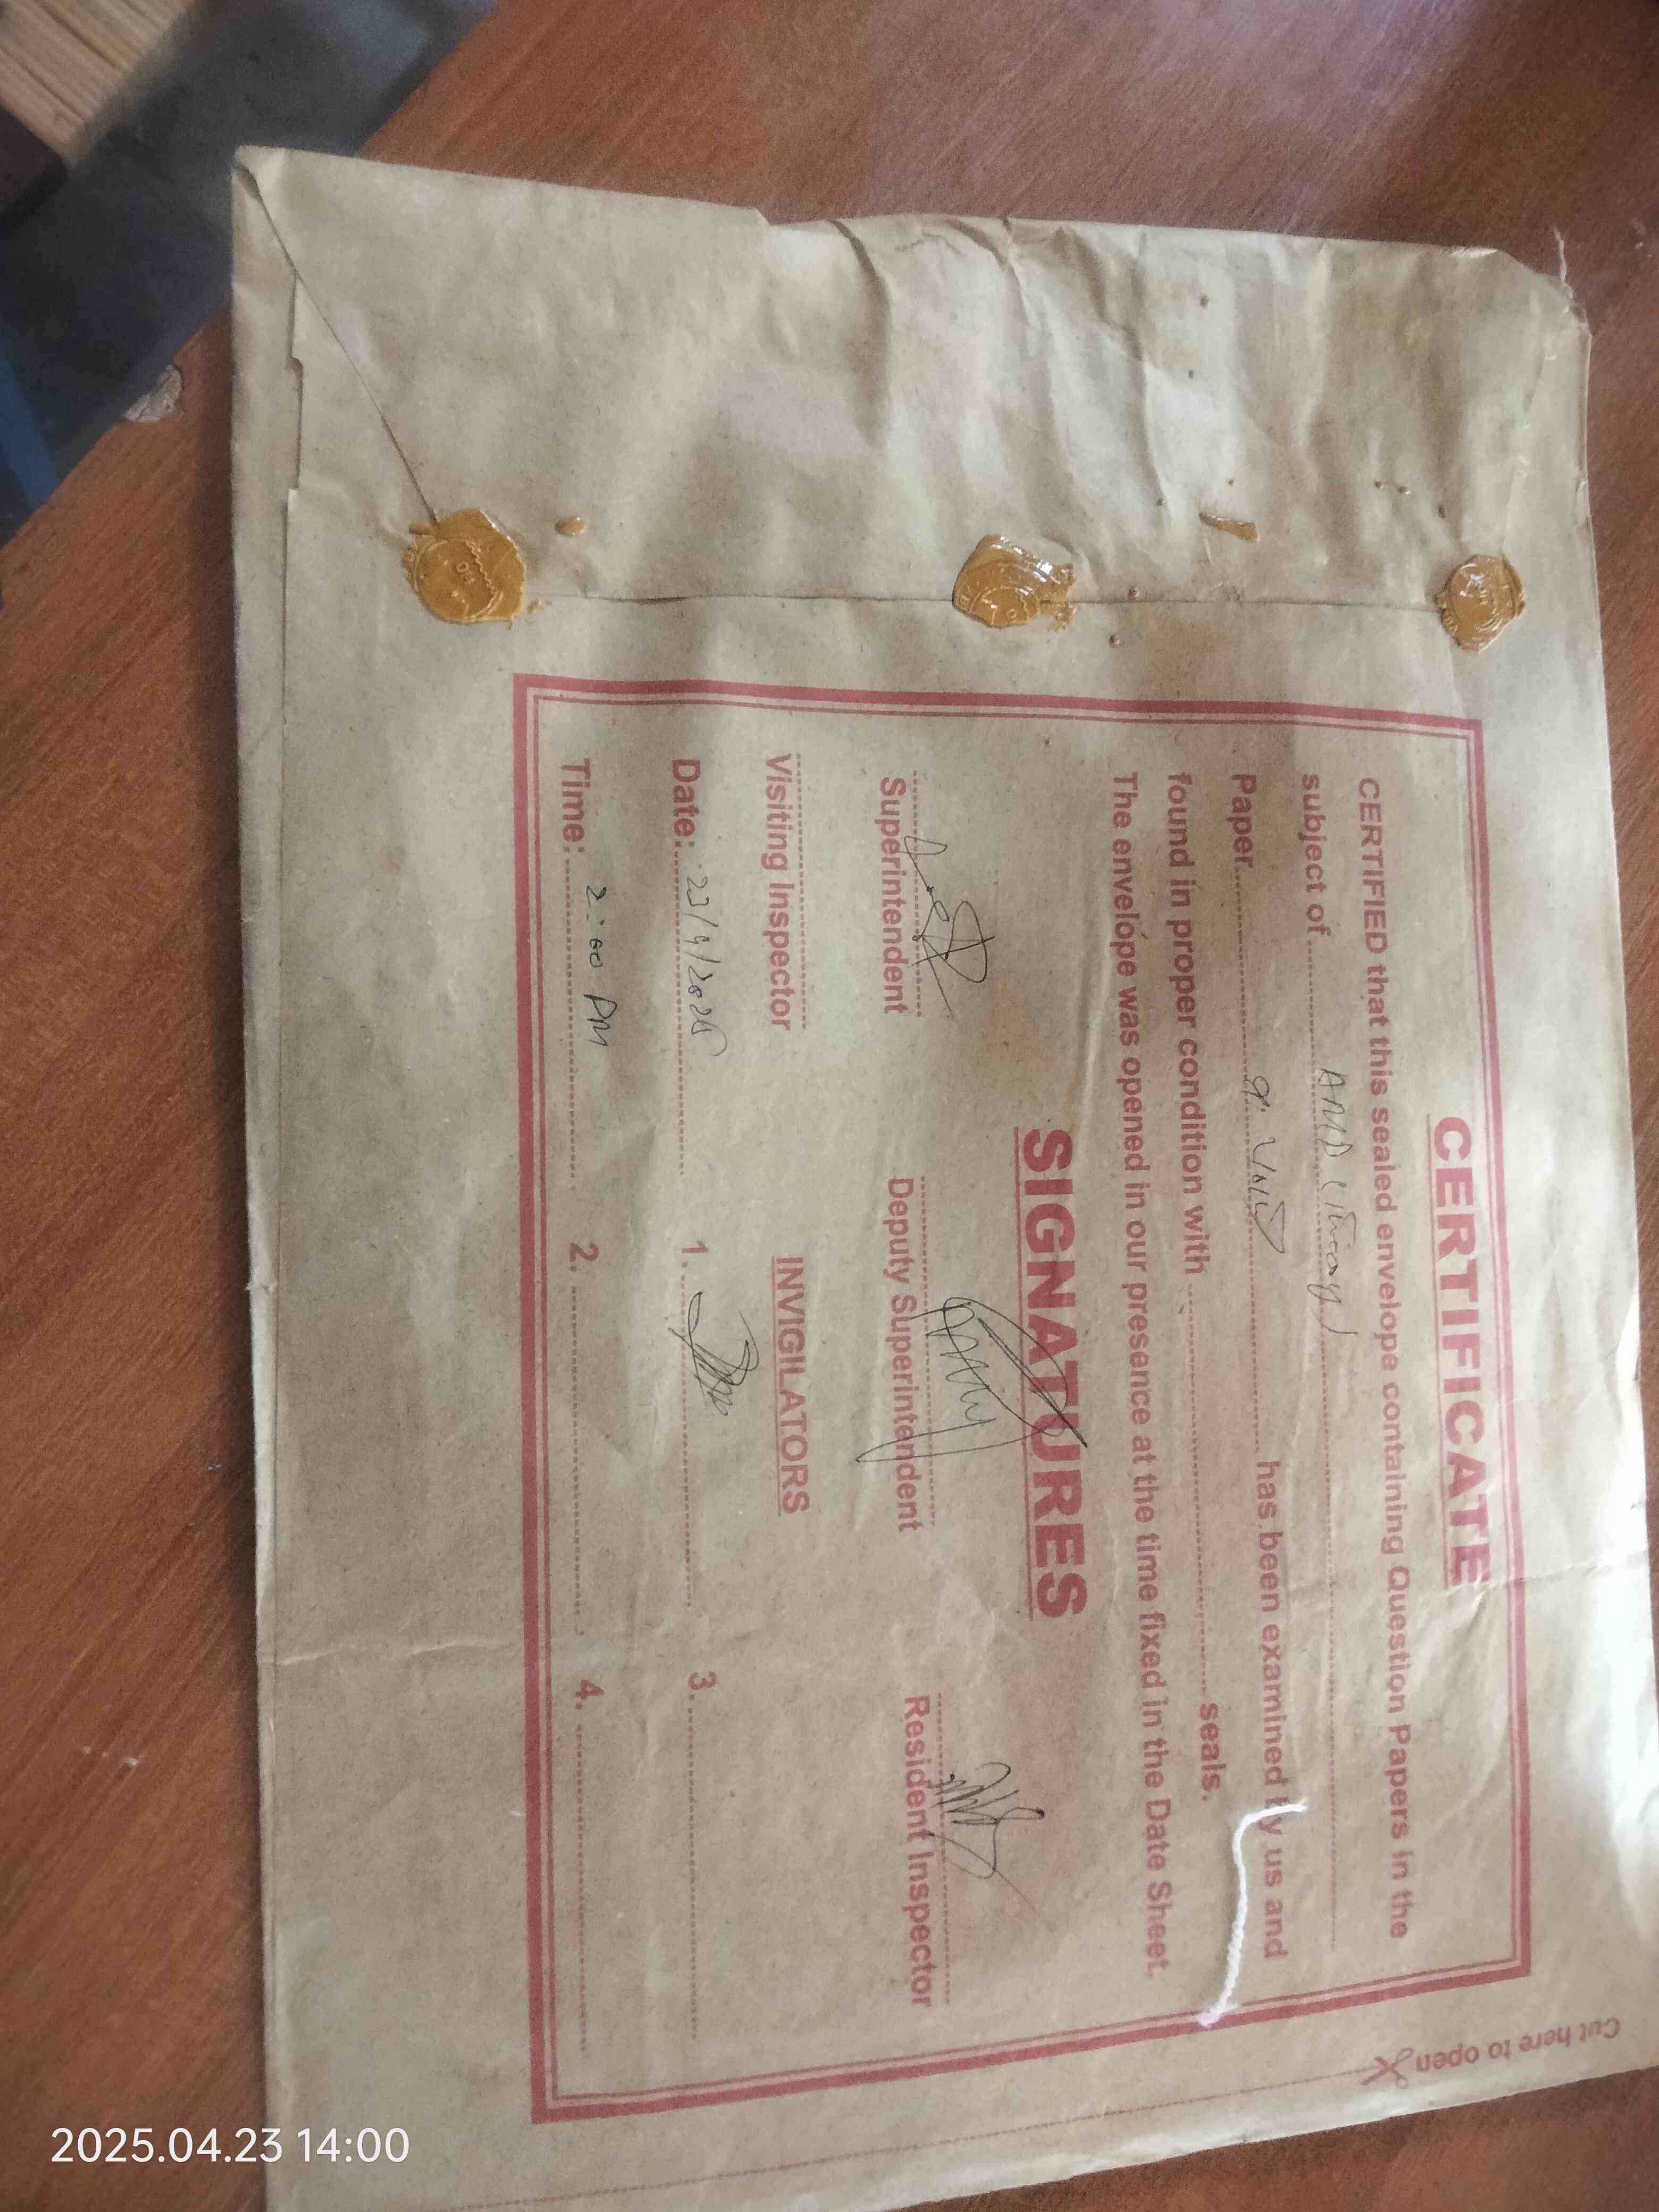 CERTIFICATE
CERTIFIED that this sealed envelope containing Question Papers in the
subject of
Paper has been examined by us and
found in proper condition with seals.
The envelope was opened in our presence at the time fixed in the Date Sheet.
SIGNATURES
Superintendent Deputy Superintendent Resident Inspector
Visiting Inspector INVIGILATORS
Date: 23/4/2025 1. 3.
Time: 2:00 PM 2. 4.
Cut here to open
2025.04.23 14:00